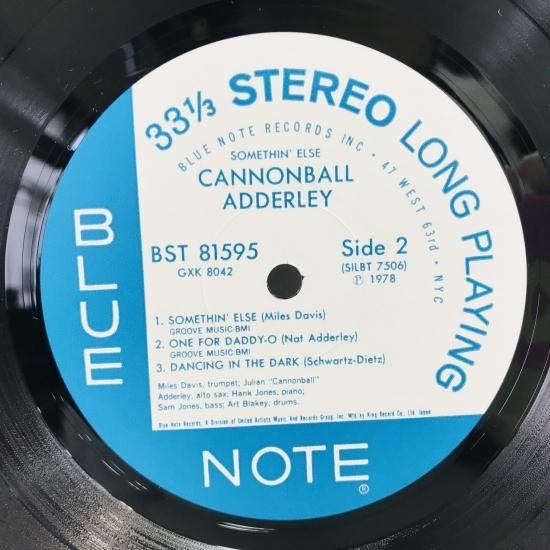 33 1/3 STEREO LONG PLAYING
BLUE NOTE RECORDS INC • 47 WEST 63rd • NYC
SOMETHIN' ELSE
CANNONBALL
ADDERLEY
BST 81595
GXK 8042
Side 2
(SILBT 7506)
Ⓟ 1978
1. SOMETHIN' ELSE (Miles Davis)
GROOVE MUSIC-BMI
2. ONE FOR DADDY-O (Nat Adderley)
GROOVE MUSIC-BMI
3. DANCING IN THE DARK (Schwartz-Dietz)
Miles Davis, trumpet; Julian "Cannonball"
Adderley, alto sax; Hank Jones, piano;
Sam Jones, bass; Art Blakey, drums.
Blue Note Records, A Division of United Artists Music And Records Group, Inc. Mfd by King Record Co., Ltd. Japan
BLUE
NOTE®